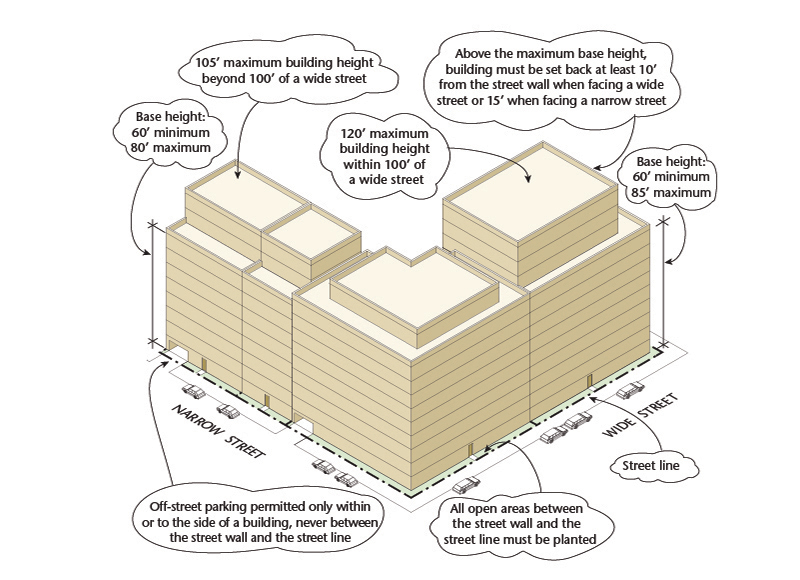 105’ maximum building height
beyond 100’ of a wide street
Above the maximum base height,
building must be set back at least 10’
from the street wall when facing a wide
street or 15’ when facing a narrow street
Base height:
60’ minimum
80’ maximum
120’ maximum
building height
within 100’ of
a wide street
Base height:
60’ minimum
85’ maximum
NARROW STREET
WIDE STREET
Street line
Off-street parking permitted only within
or to the side of a building, never between
the street wall and the street line
All open areas between
the street wall and the
street line must be planted